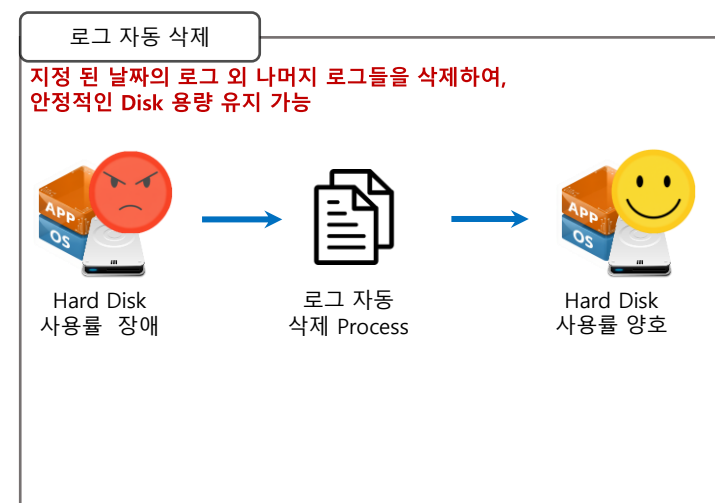 로그 자동 삭제
지정 된 날짜의 로그 외 나머지 로그들을 삭제하여,
안정적인 Disk 용량 유지 가능
APP
OS
APP
OS
Hard Disk
사용률 장애
로그 자동
삭제 Process
Hard Disk
사용률 양호